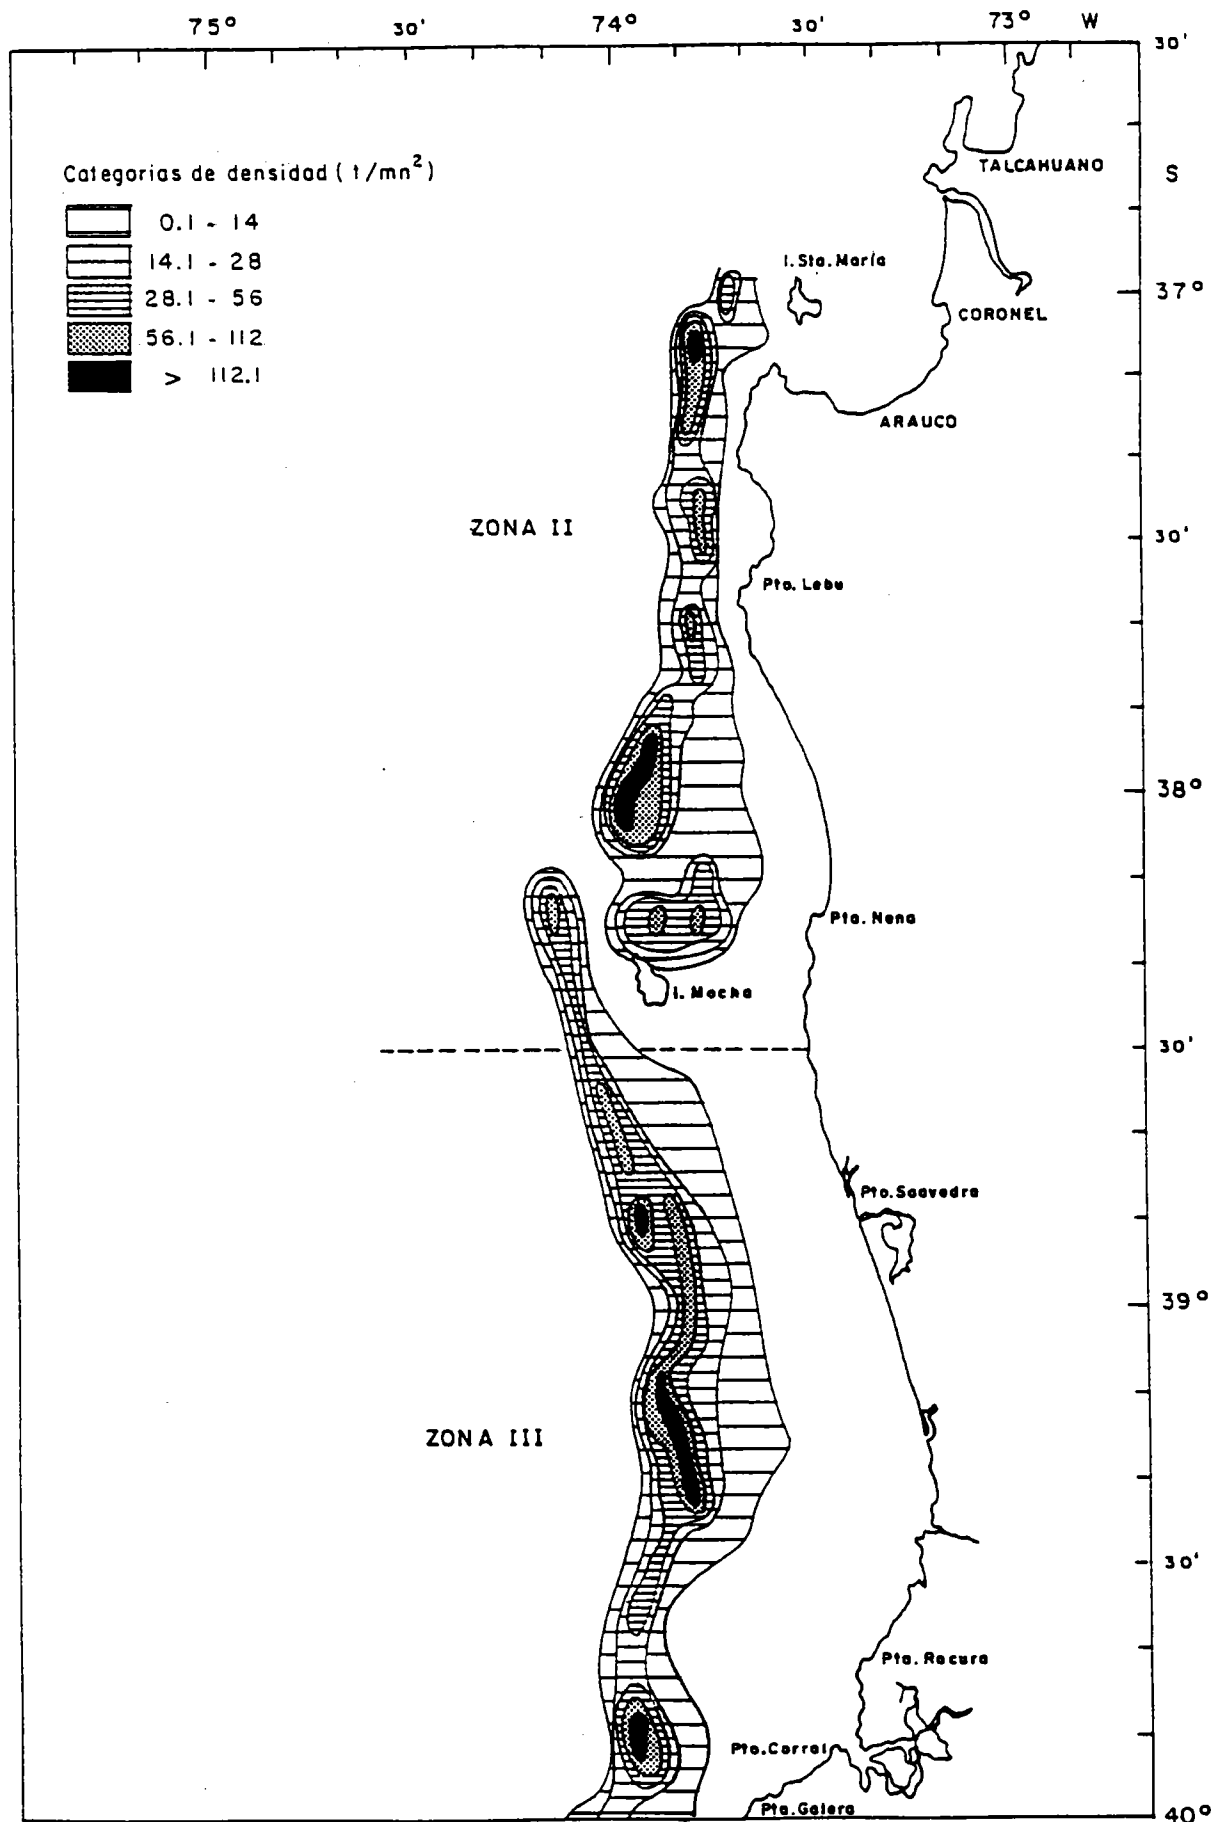 75° 30' 74° 30' 73° W
30'
TALCAHUANO
S
Categorias de densidad ( t/mn²)
0.1 - 14
14.1 - 28
28.1 - 56
56.1 - 112
> 112.1
I. Sta. María
37°
CORONEL
ARAUCO
ZONA II
30'
Pto. Lebu
38°
Pta. Nena
I. Mocha
30'
Pto. Saavedra
39°
ZONA III
30'
Pta. Rocura
Pto. Corral
Pta. Galera
40°